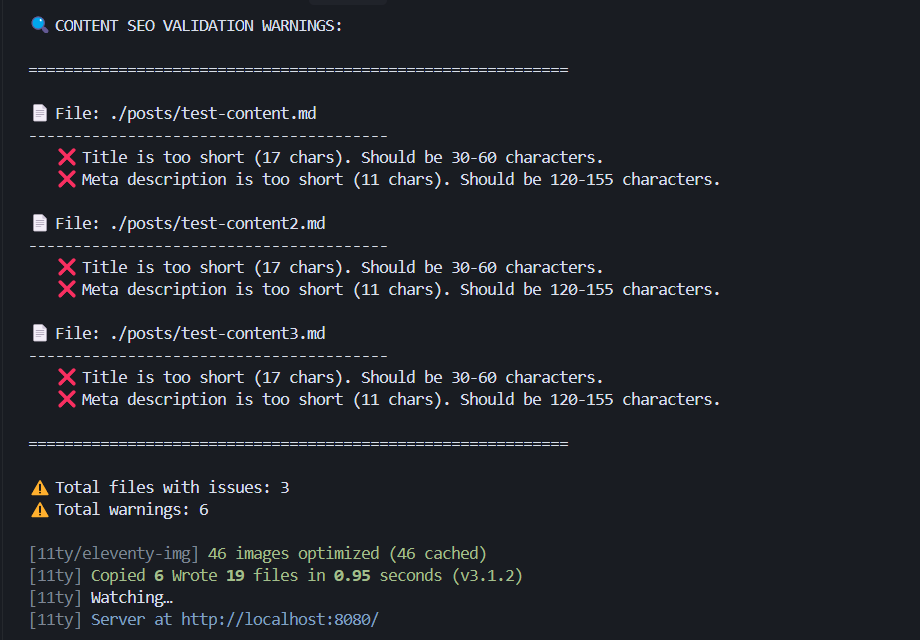 🔍 CONTENT SEO VALIDATION WARNINGS:
============================================================
📄 File: ./posts/test-content.md
----------------------------------------
❌ Title is too short (17 chars). Should be 30-60 characters.
❌ Meta description is too short (11 chars). Should be 120-155 characters.
📄 File: ./posts/test-content2.md
----------------------------------------
❌ Title is too short (17 chars). Should be 30-60 characters.
❌ Meta description is too short (11 chars). Should be 120-155 characters.
📄 File: ./posts/test-content3.md
----------------------------------------
❌ Title is too short (17 chars). Should be 30-60 characters.
❌ Meta description is too short (11 chars). Should be 120-155 characters.
============================================================
⚠️ Total files with issues: 3
⚠️ Total warnings: 6
[11ty/eleventy-img] 46 images optimized (46 cached)
[11ty] Copied 6 Wrote 19 files in 0.95 seconds (v3.1.2)
[11ty] Watching…
[11ty] Server at http://localhost:8080/